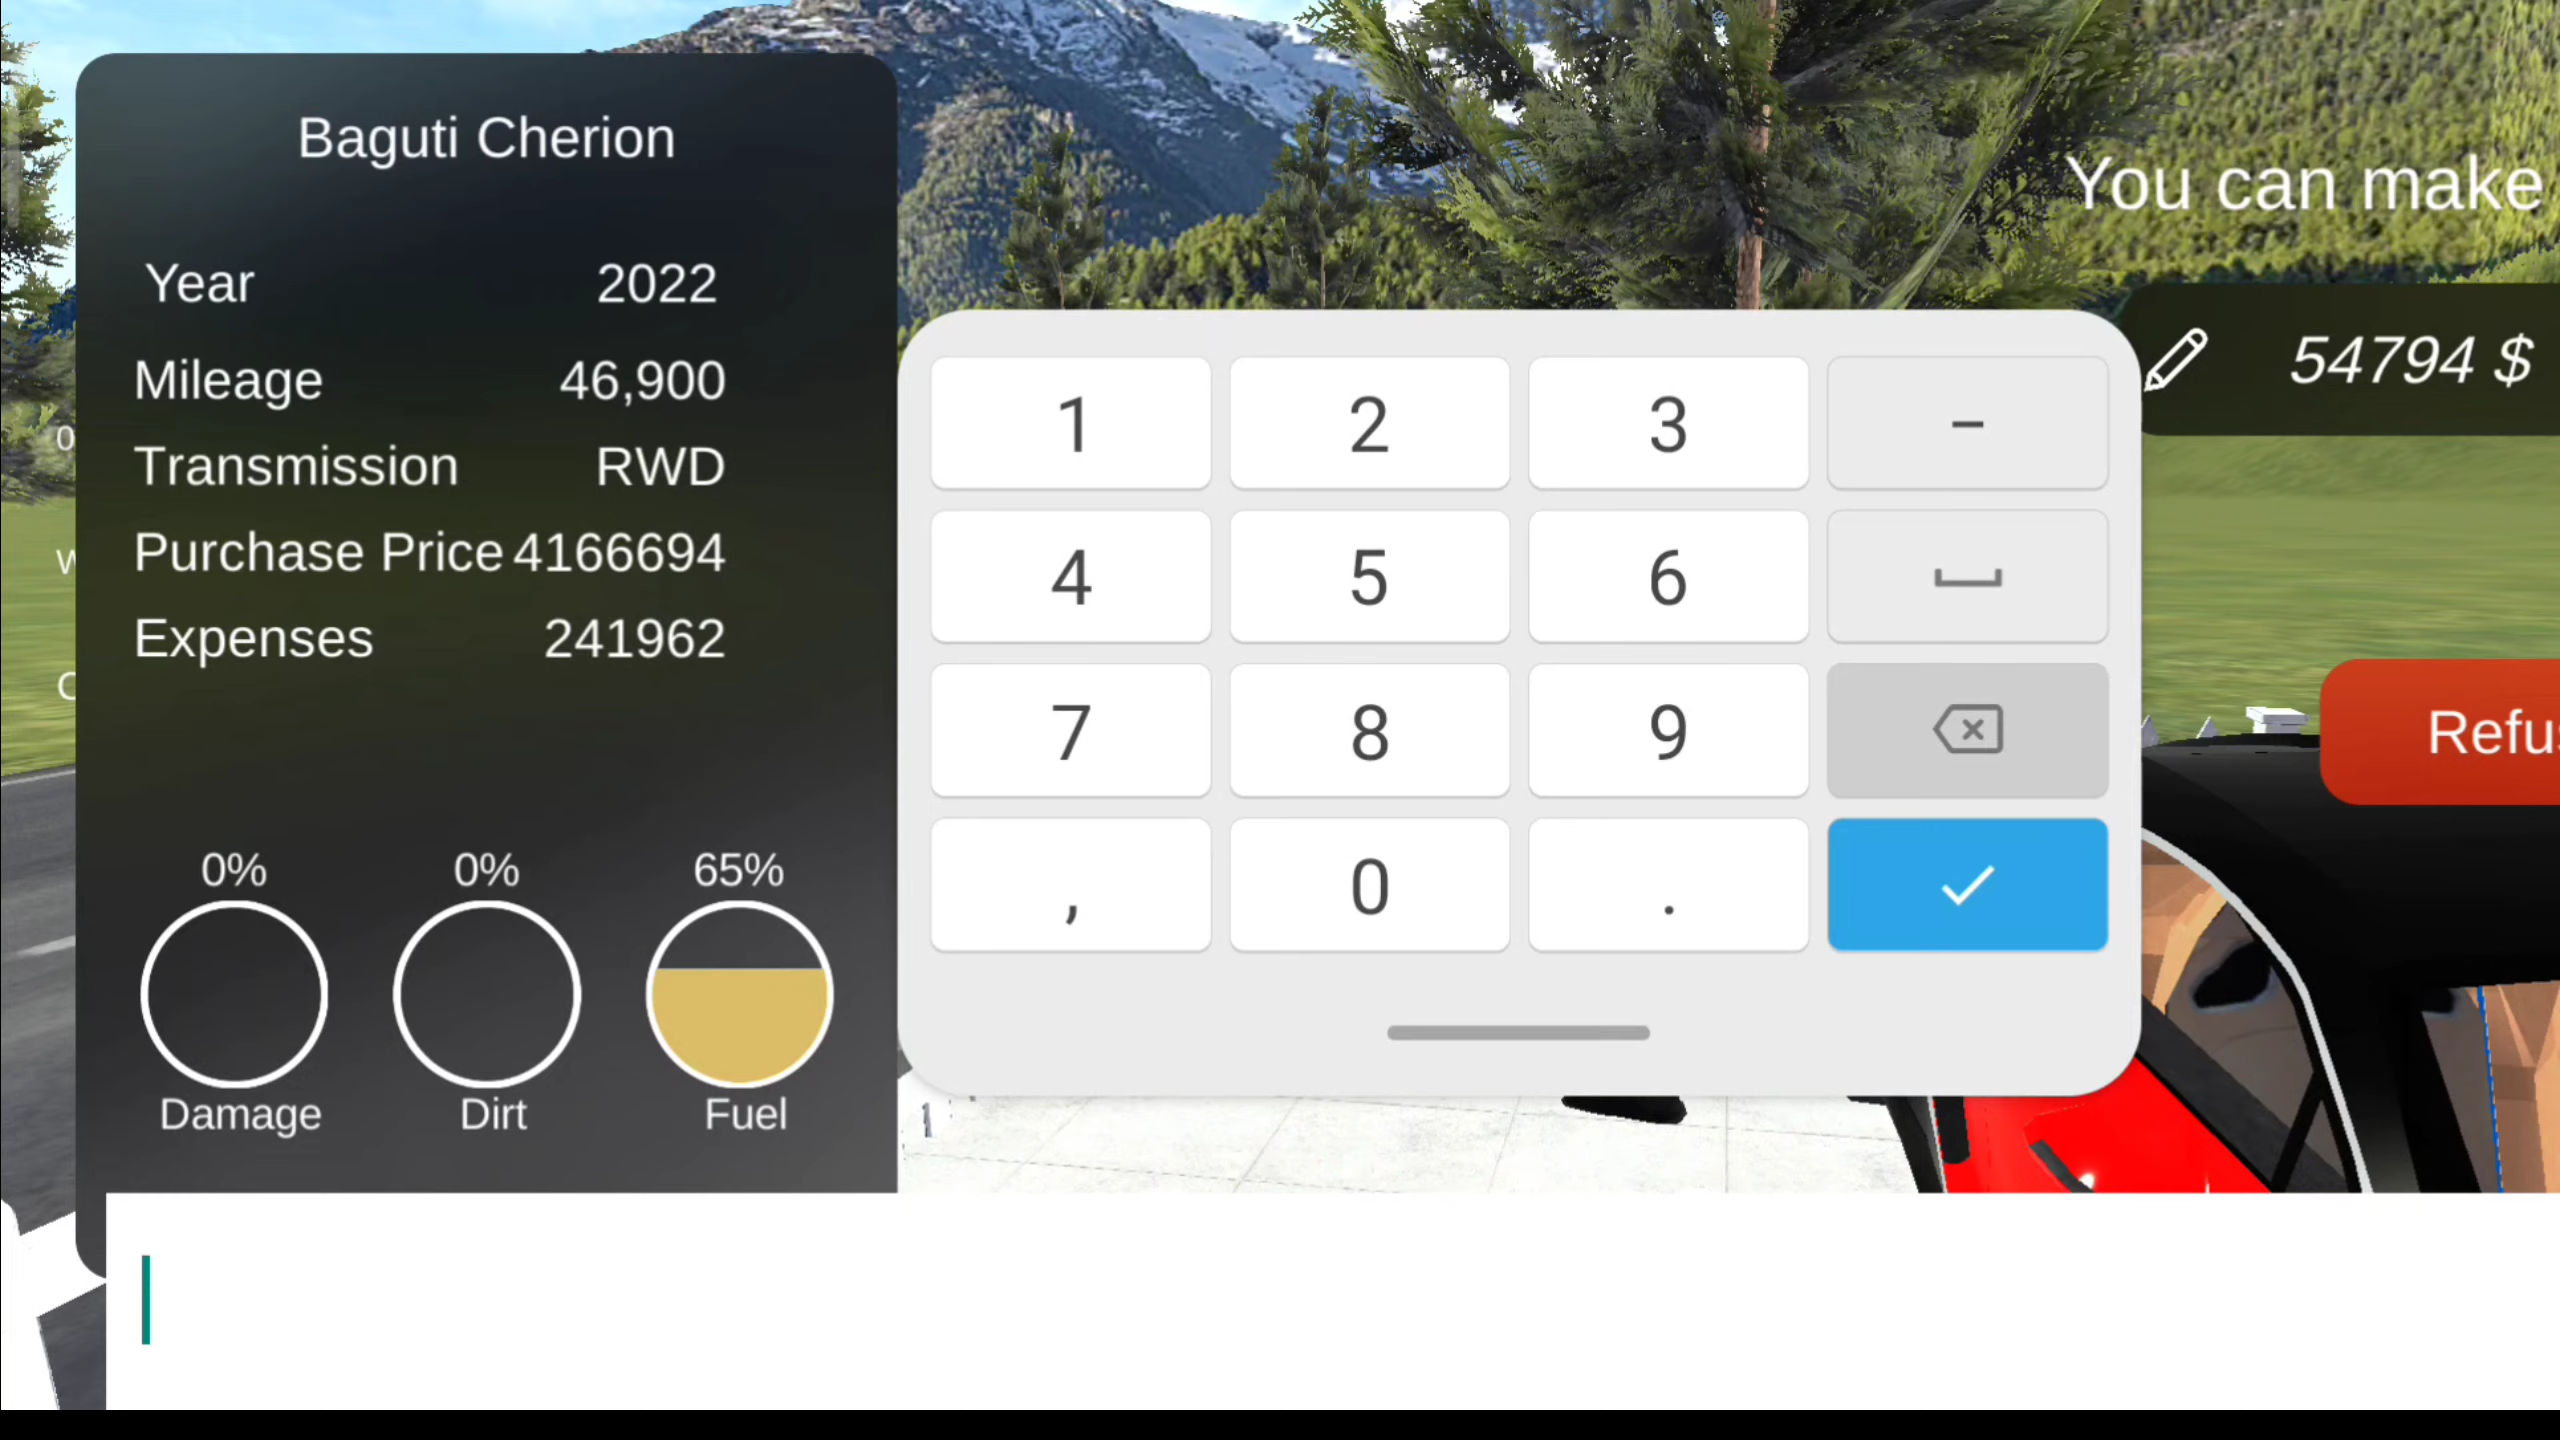 Baguti Cherion
Year 2022
Mileage 46,900
Transmission RWD
Purchase Price 4166694
Expenses 241962
0% 0% 65%
Damage Dirt Fuel
You can make
54794 $
1 2 3 –
4 5 6
7 8 9
, 0 .